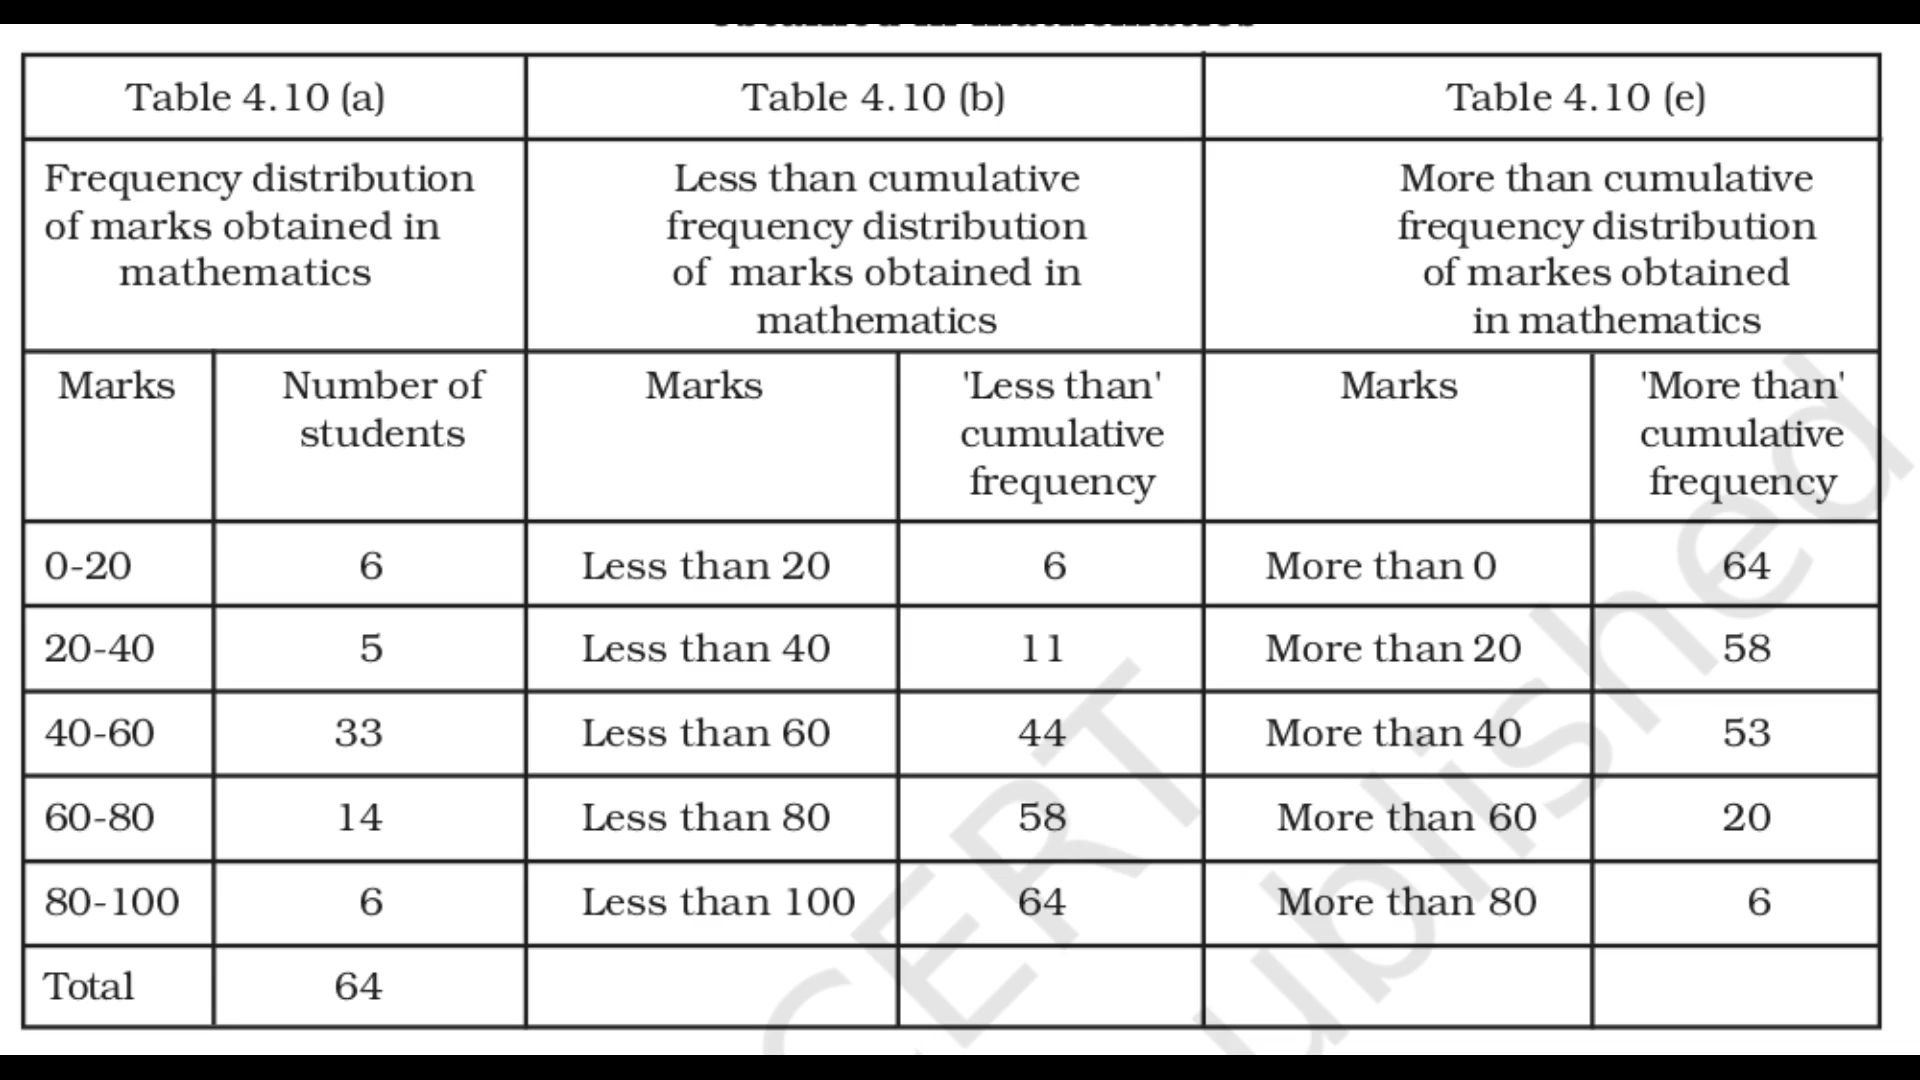 obtained in mathematics
Table 4.10 (a) Table 4.10 (b) Table 4.10 (e)
Frequency distribution Less than cumulative More than cumulative
of marks obtained in frequency distribution frequency distribution
mathematics of marks obtained in of markes obtained
mathematics in mathematics
Marks Number of Marks 'Less than' Marks 'More than'
students cumulative cumulative
frequency frequency
0-20 6 Less than 20 6 More than 0 64
20-40 5 Less than 40 11 More than 20 58
40-60 33 Less than 60 44 More than 40 53
60-80 14 Less than 80 58 More than 60 20
80-100 6 Less than 100 64 More than 80 6
Total 64